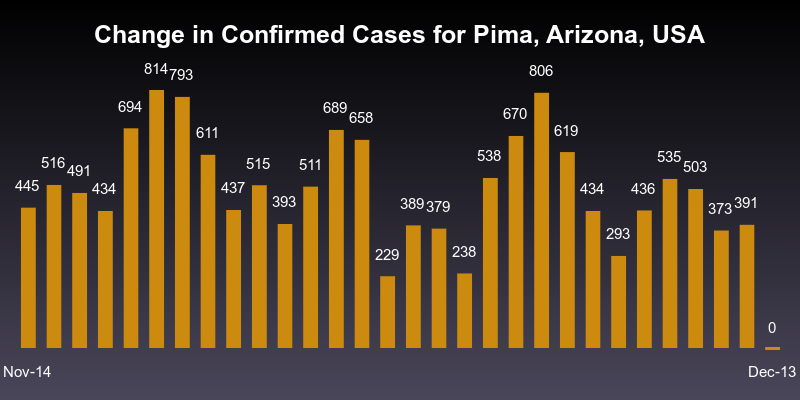 Change in Confirmed Cases for Pima, Arizona, USA
445 516 491 434 694 814 793 611 437 515 393 511 689 658 229 389 379 238 538 670 806 619 434 293 436 535 503 373 391 0
Nov-14 Dec-13